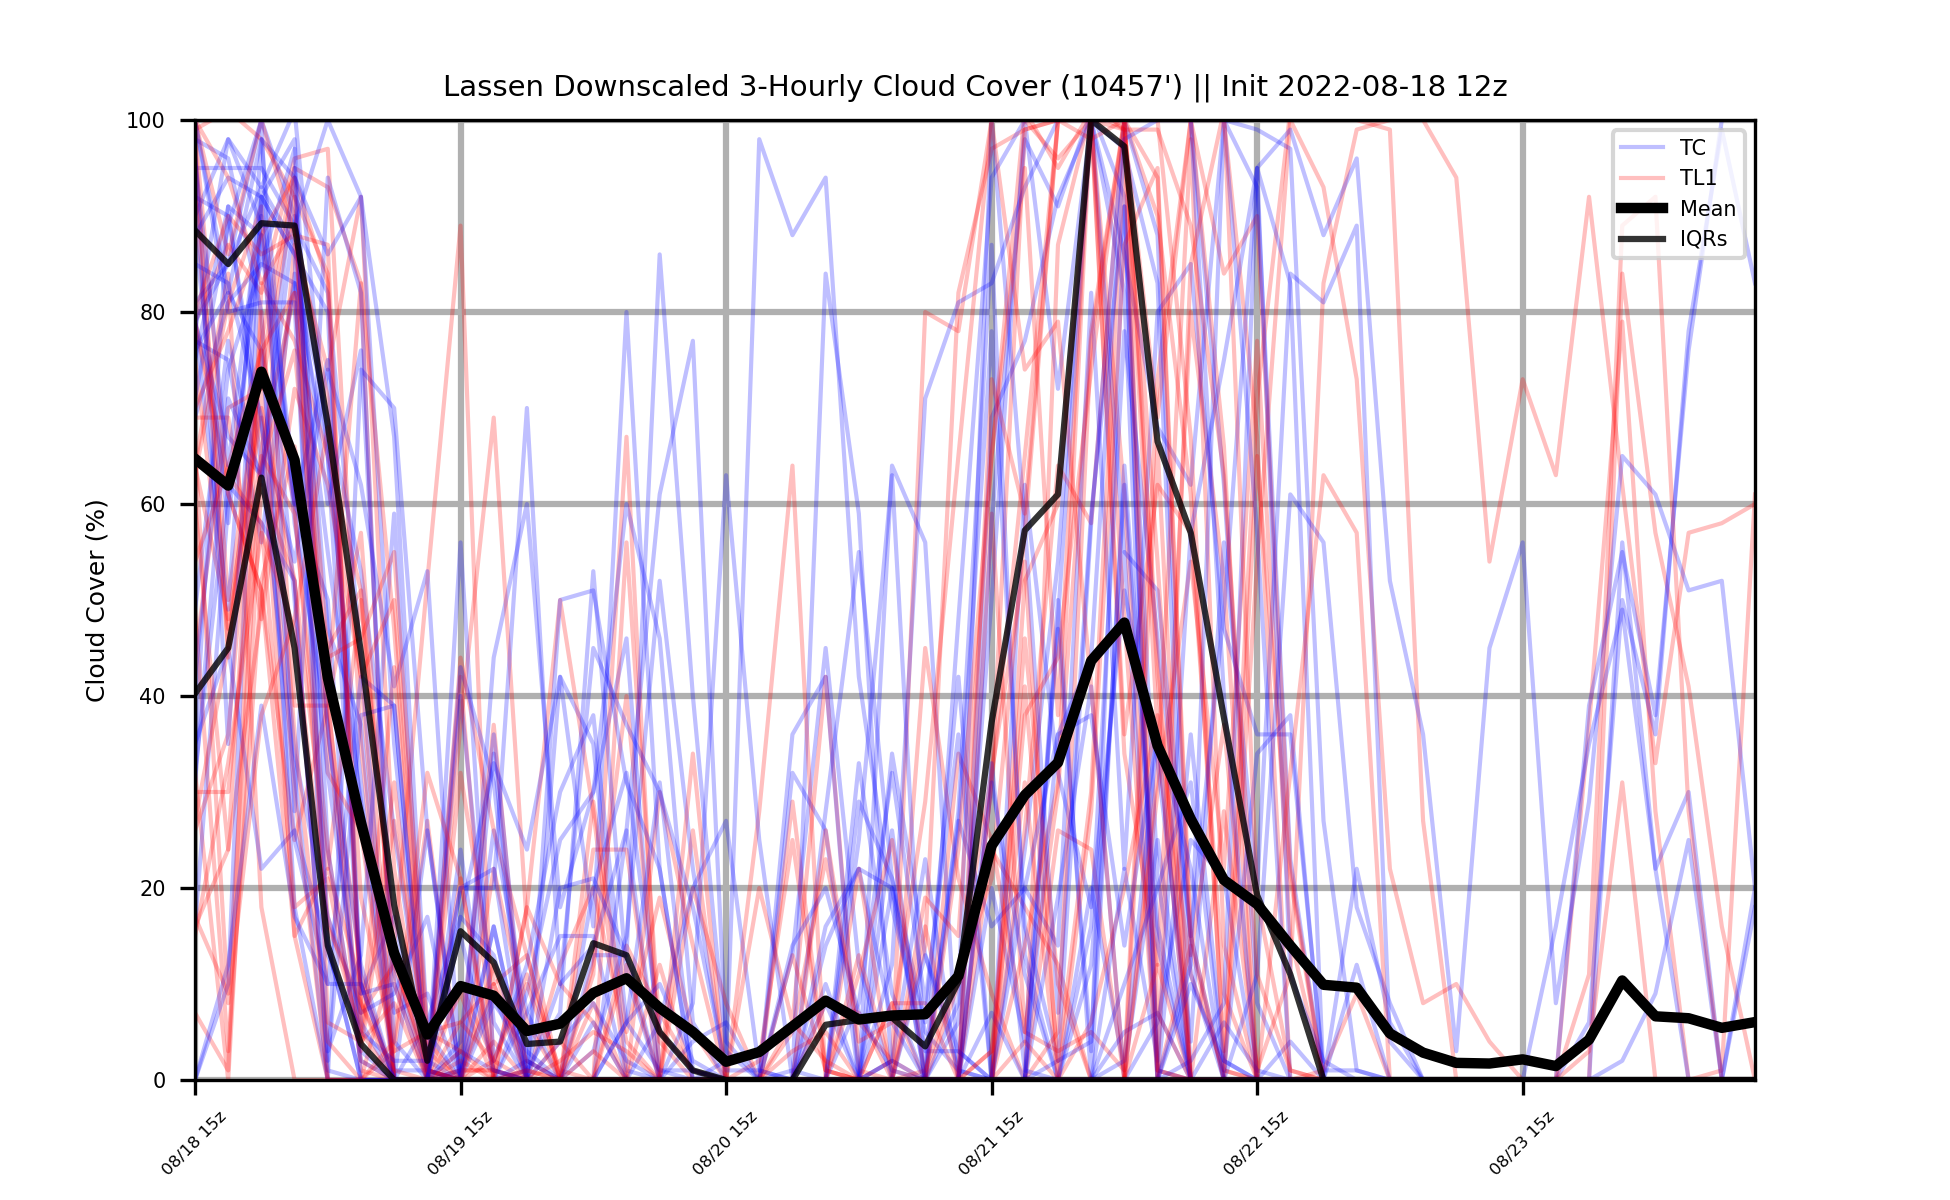 Lassen Downscaled 3-Hourly Cloud Cover (10457') || Init 2022-08-18 12z
Cloud Cover (%)
100
80
60
40
20
0
TC
TL1
Mean
IQRs
08/18 15z
08/19 15z
08/20 15z
08/21 15z
08/22 15z
08/23 15z